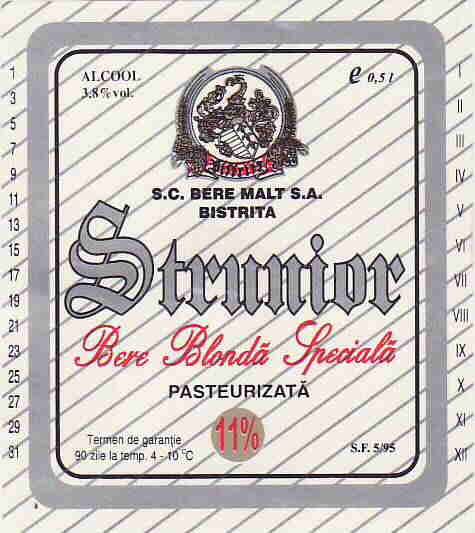 ALCOOL
3.8% vol.
e 0,5 l
BISTRITA
S.C. BERE MALT S.A.
BISTRITA
Strunior
Bere Blondă Specială
PASTEURIZATĂ
11%
Termen de garanţie
90 zile la temp. 4 - 10 °C
S.F. 5/95
1
3
5
7
9
11
13
15
17
19
21
23
25
27
29
31
I
II
III
IV
V
VI
VII
VIII
IX
X
XI
XII